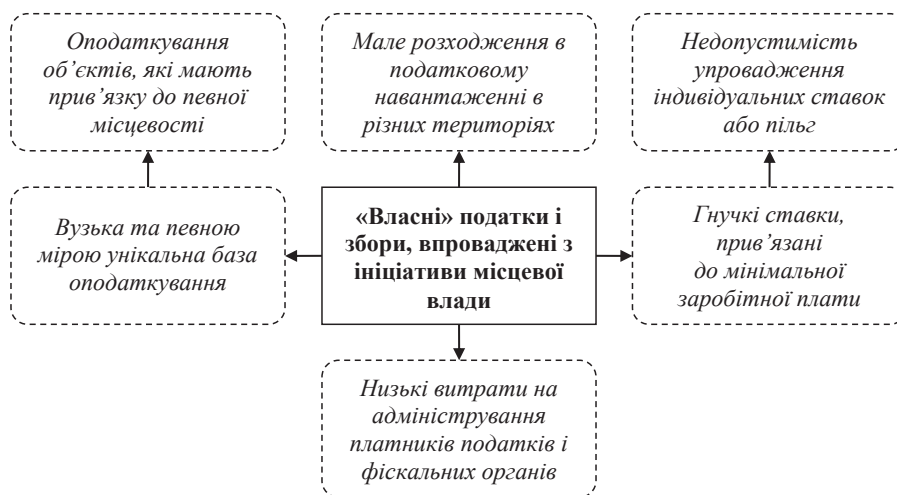 Оподаткування
об’єктів, які мають
прив’язку до певної
місцевості
Мале розходження в
податковому
навантаженні в
різних територіях
Недопустимість
упровадження
індивідуальних ставок
або пільг
Вузька та певною
мірою унікальна база
оподаткування
«Власні» податки і
збори, впроваджені з
ініціативи місцевої
влади
Гнучкі ставки,
прив’язані
до мінімальної
заробітної плати
Низькі витрати на
адміністрування
платників податків і
фіскальних органів